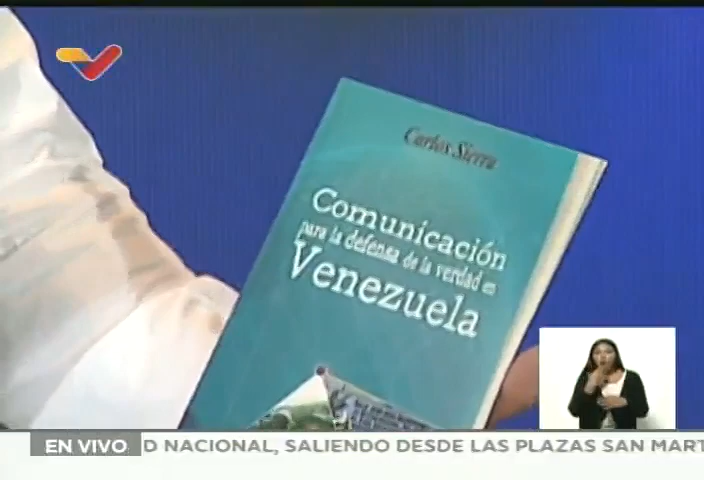 Carlos Sierra
Comunicación
para la defensa de la verdad en
Venezuela
EN VIVO
D NACIONAL, SALIENDO DESDE LAS PLAZAS SAN MART